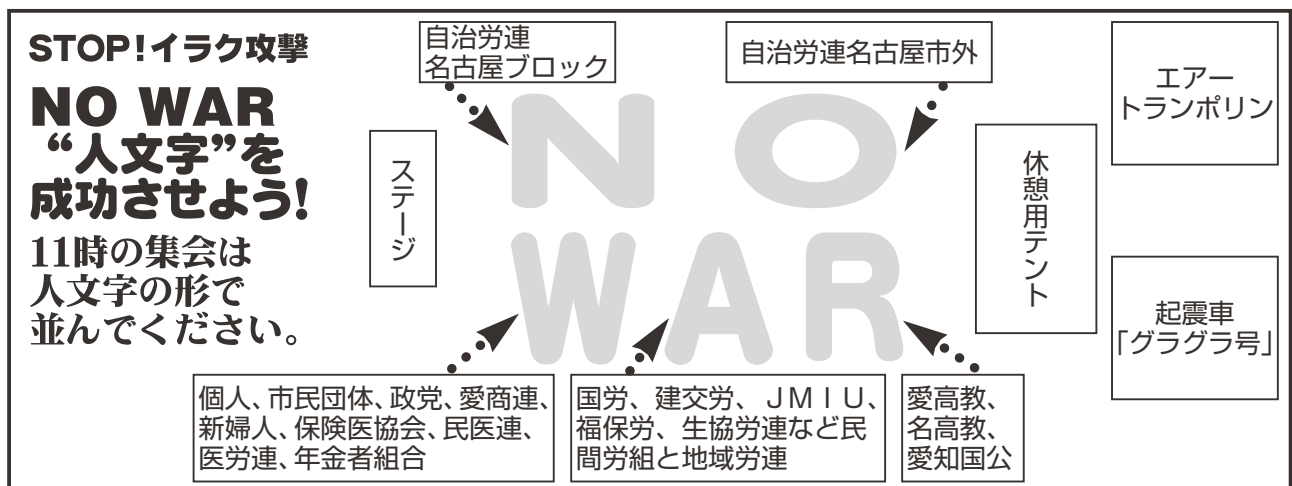 STOP!イラク攻撃
NO WAR
“人文字”を
成功させよう!
11時の集会は
人文字の形で
並んでください。
自治労連
名古屋ブロック
自治労連名古屋市外
エアー
トランポリン
ステージ
NO
WAR
休憩用テント
起震車
「グラグラ号」
個人、市民団体、政党、愛商連、
新婦人、保険医協会、民医連、
医労連、年金者組合
国労、建交労、JMIU、
福保労、生協労連など民
間労組と地域労連
愛高教、
名高教、
愛知国公